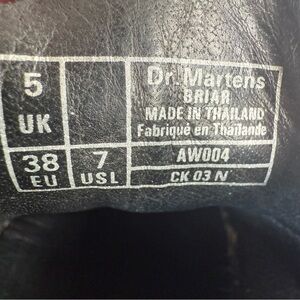 5
UK
38
EU
7
USL
Dr. Martens
BRIAR
MADE IN THAILAND
Fabriqué en Thaïlande
AW004
CK 03 N